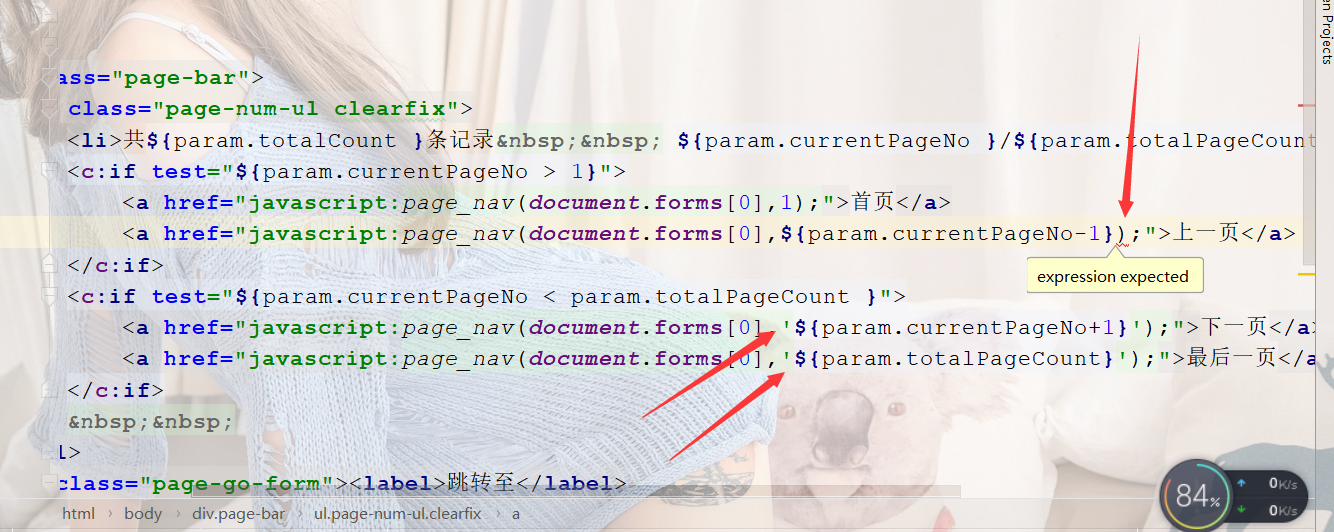 en Projects
ass="page-bar">
class="page-num-ul clearfix">
<li>共${param.totalCount }条记录&nbsp;&nbsp; ${param.currentPageNo }/${param.totalPageCount
<c:if test="${param.currentPageNo > 1}">
<a href="javascript:page_nav(document.forms[0],1);">首页</a>
<a href="javascript:page_nav(document.forms[0],${param.currentPageNo-1});">上一页</a>
</c:if>
expression expected
<c:if test="${param.currentPageNo < param.totalPageCount }">
<a href="javascript:page_nav(document.forms[0],'${param.currentPageNo+1}');">下一页</a
<a href="javascript:page_nav(document.forms[0],'${param.totalPageCount}');">最后一页</a
</c:if>
&nbsp;&nbsp;
l>
class="page-go-form"><label>跳转至</label>
html › body › div.page-bar › ul.page-num-ul.clearfix › a
84%
0K/s
0K/s